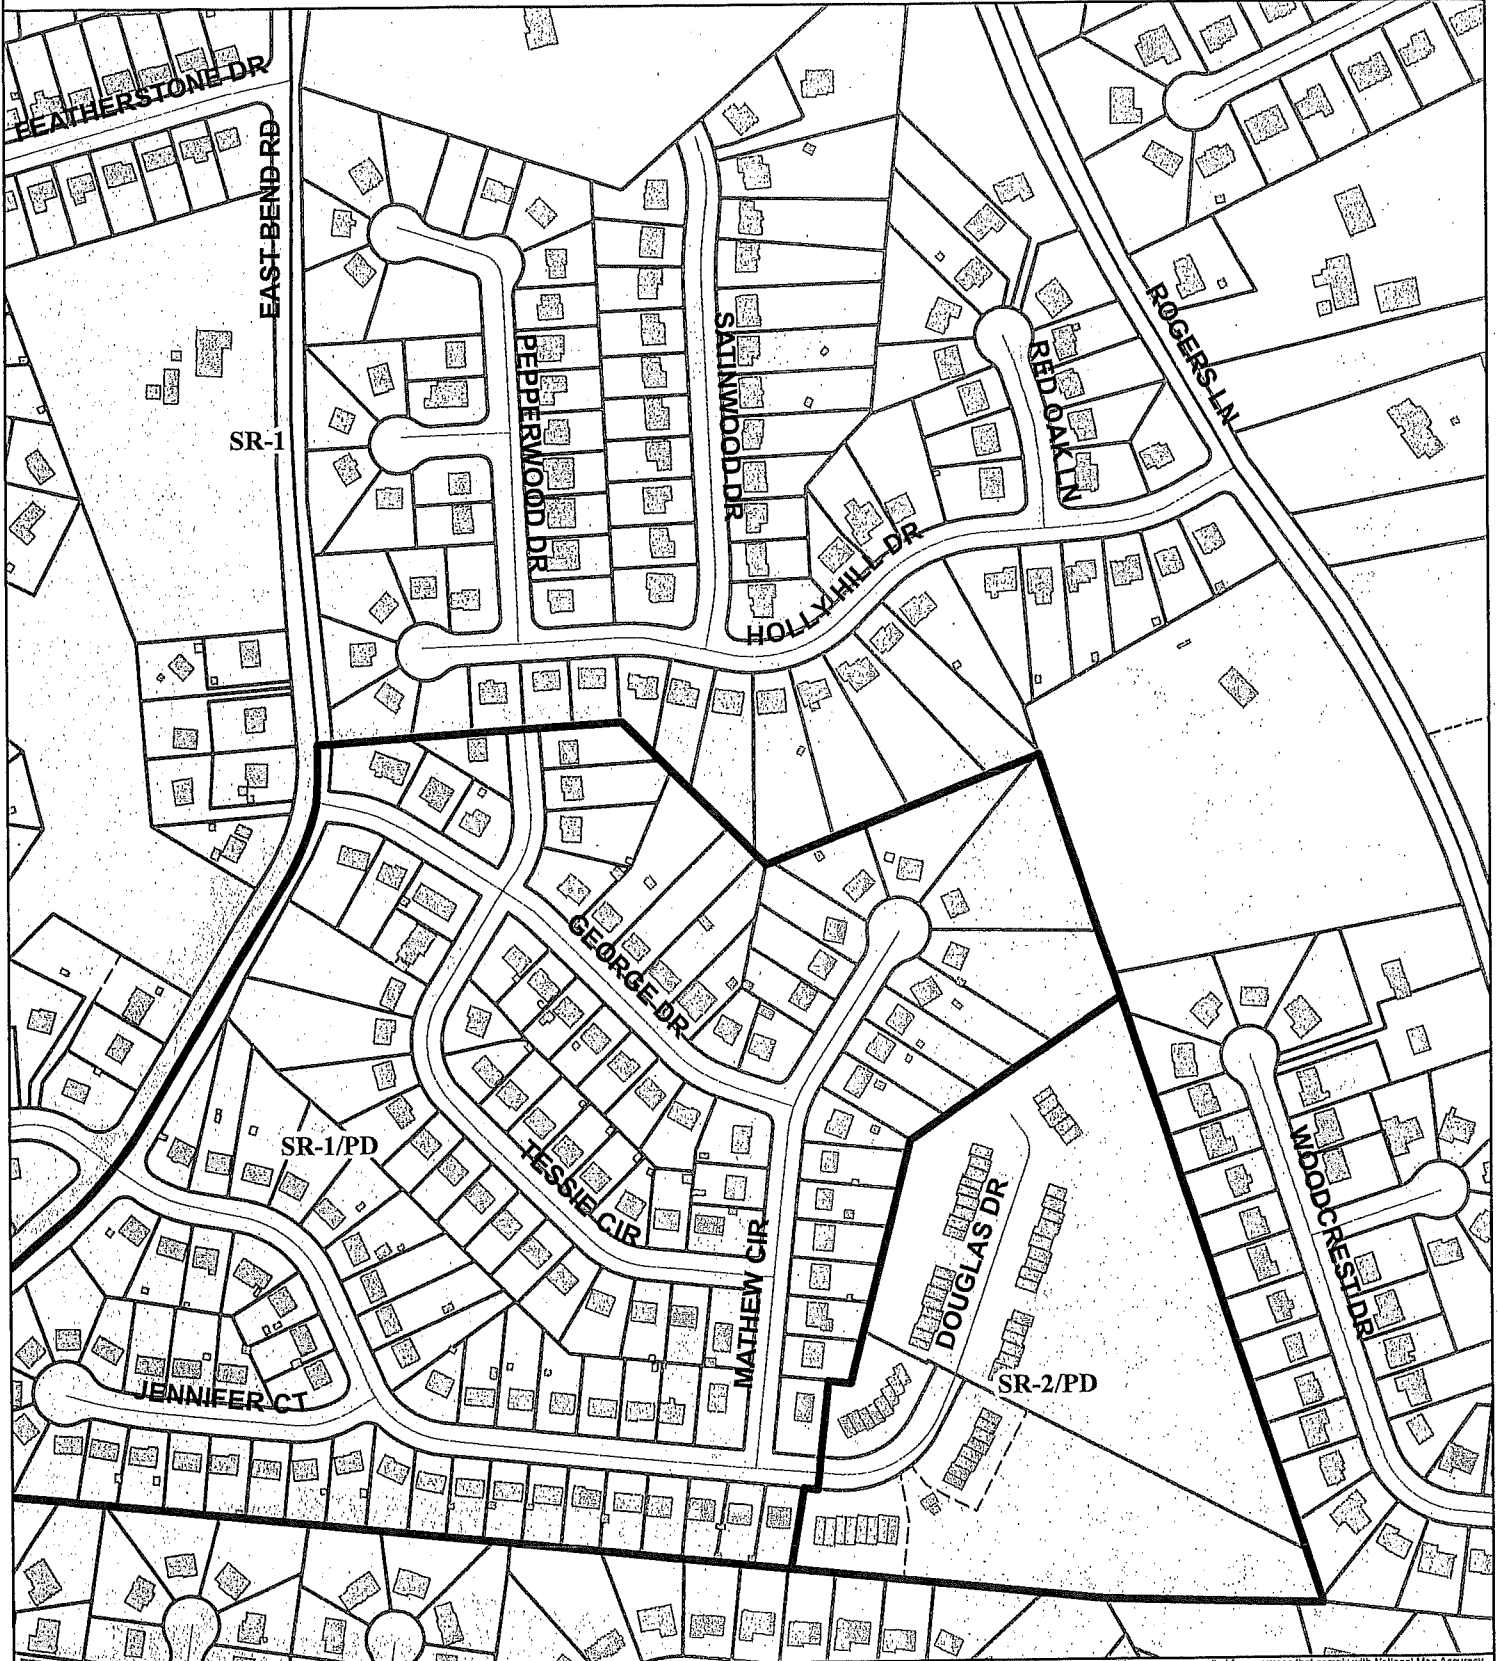 FEATHERSTONE DR
EAST BEND RD
ROGERS LN
SATINWOOD DR
PEPPERWOOD DR
RED OAK LN
SR-1
HOLLY HILL DR
GEORGE DR
SR-1/PD
TESSIE CIR
MATHEW CIR
DOUGLAS DR
WOODCREST DR
JENNIFER CT
SR-2/PD